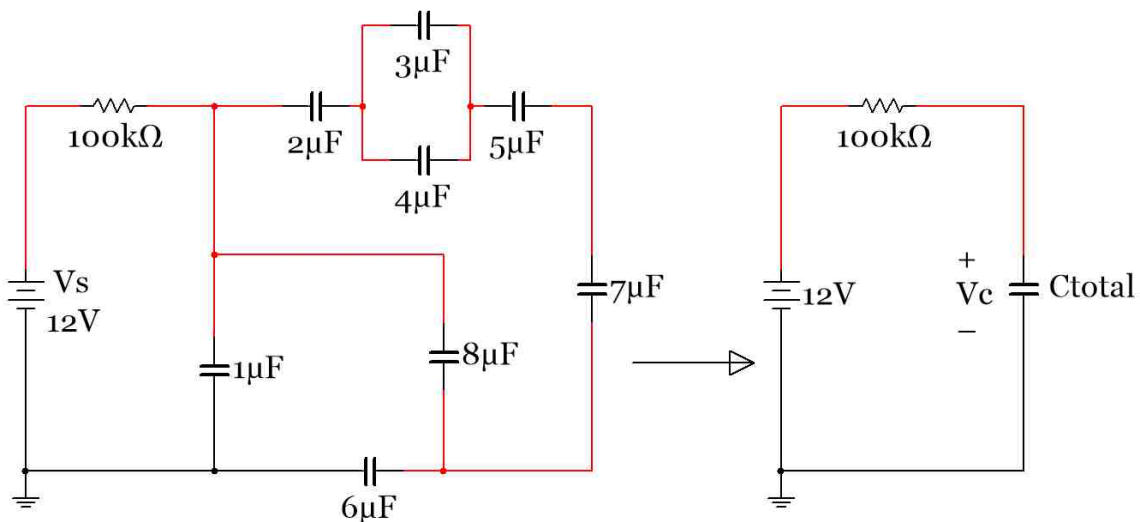 3µF
100kΩ
2µF
5µF
100kΩ
4µF
Vs
12V
7µF
12V
+
Vc
−
Ctotal
1µF
8µF
6µF